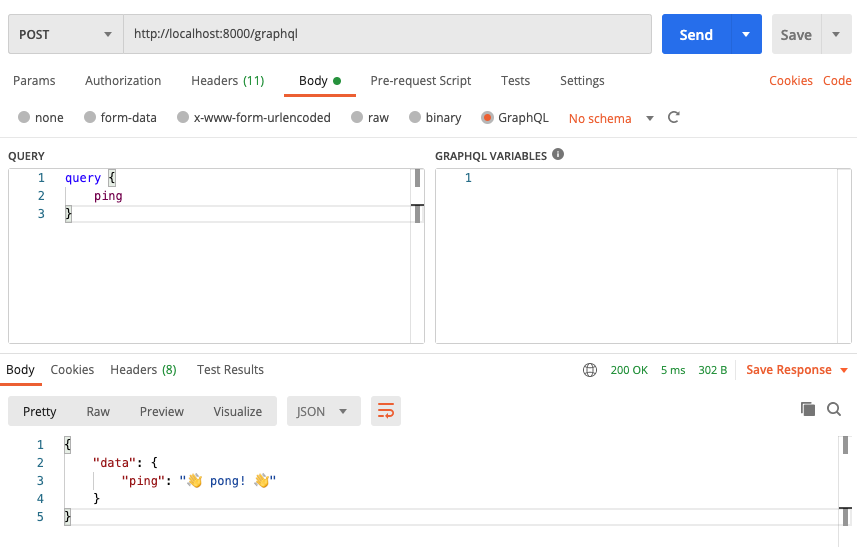 POST http://localhost:8000/graphql Send Save
Params Authorization Headers (11) Body Pre-request Script Tests Settings Cookies Code
none form-data x-www-form-urlencoded raw binary GraphQL No schema
QUERY GRAPHQL VARIABLES
1 query { 1
2 ping
3 }
Body Cookies Headers (8) Test Results 200 OK 5 ms 302 B Save Response
Pretty Raw Preview Visualize JSON
1 {
2 "data": {
3 "ping": "👋 pong! 👋"
4 }
5 }